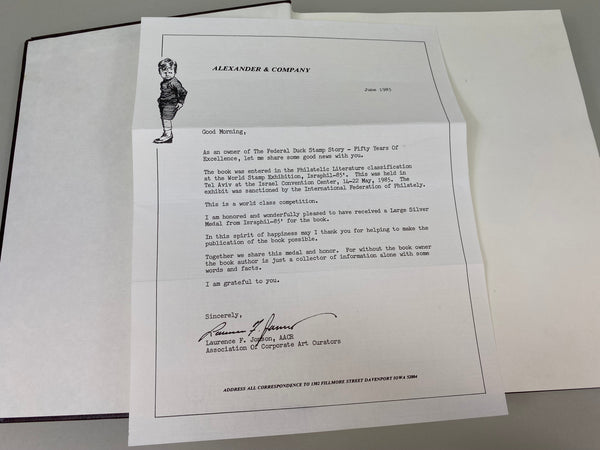 ALEXANDER & COMPANY
June 1985
Good Morning,
As an owner of The Federal Duck Stamp Story - Fifty Years Of
Excellence, let me share some good news with you.
The book was entered in the Philatelic Literature classification
at the World Stamp Exhibition, Israphil-85'. This was held in
Tel Aviv at the Israel Convention Center, 14-22 May, 1985. The
exhibit was sanctioned by the International Federation of Philately.
This is a world class competition.
I am honored and wonderfully pleased to have received a Large Silver
Medal from Israphil-85' for the book.
In this spirit of happiness may I thank you for helping to make the
publication of the book possible.
Together we share this medal and honor. For without the book owner
the book author is just a collector of information alone with some
words and facts.
I am grateful to you.
Sincerely,
Laurence F. Jonson, AACR
Association Of Corporate Art Curators
ADDRESS ALL CORRESPONDENCE TO 1302 FILLMORE STREET DAVENPORT IOWA 52804